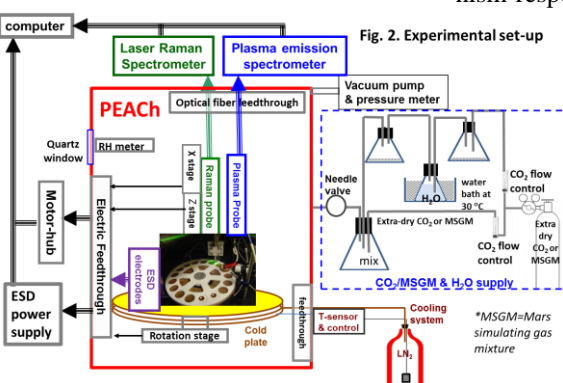 computer
Laser Raman
Spectrometer
Plasma emission
spectrometer
Fig. 2. Experimental set-up
Vacuum pump
& pressure meter
PEACh
Optical fiber feedthrough
Quartz
window
RH meter
X stage
Z stage
Raman probe
Plasma Probe
Needle
valve
H₂O
water
bath at
30 ℃
CO₂ flow
control
Extra-dry CO₂ or MSGM
mix
CO₂ flow
control
Extra
dry
CO₂ or
MSGM
CO₂/MSGM & H₂O supply
Motor-hub
Electric Feedthrough
ESD
electrodes
ESD
power
supply
Rotation stage
Cold
plate
feedthrough
T-sensor
& control
Cooling
system
LN₂
*MSGM=Mars
simulating gas
mixture